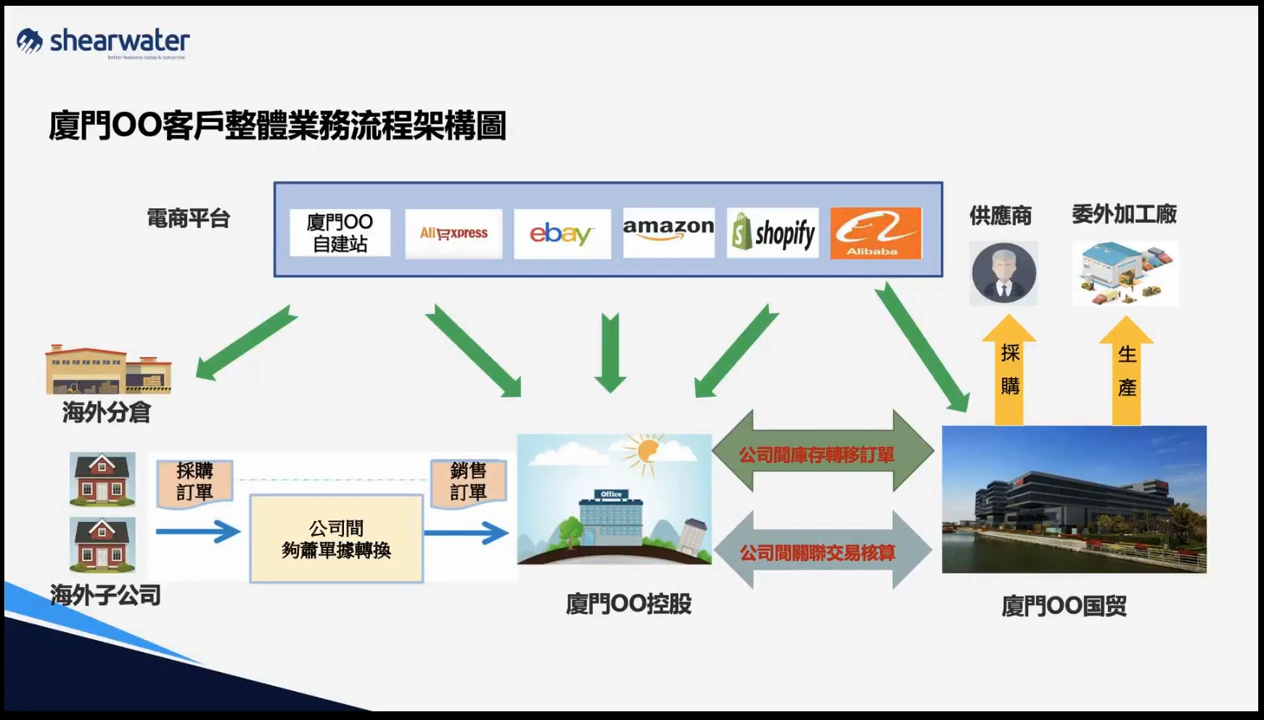 shearwater
better business today & tomorrow
廈門OO客戶整體業務流程架構圖
電商平台
廈門OO
自建站
AliExpress
ebay
amazon
shopify
Alibaba
供應商
委外加工廠
採
購
生
產
海外分倉
採購
訂單
銷售
訂單
公司間
夠蕭單據轉換
海外子公司
Office
公司間庫存轉移訂單
公司間關聯交易核算
廈門OO控股
廈門OO国贸